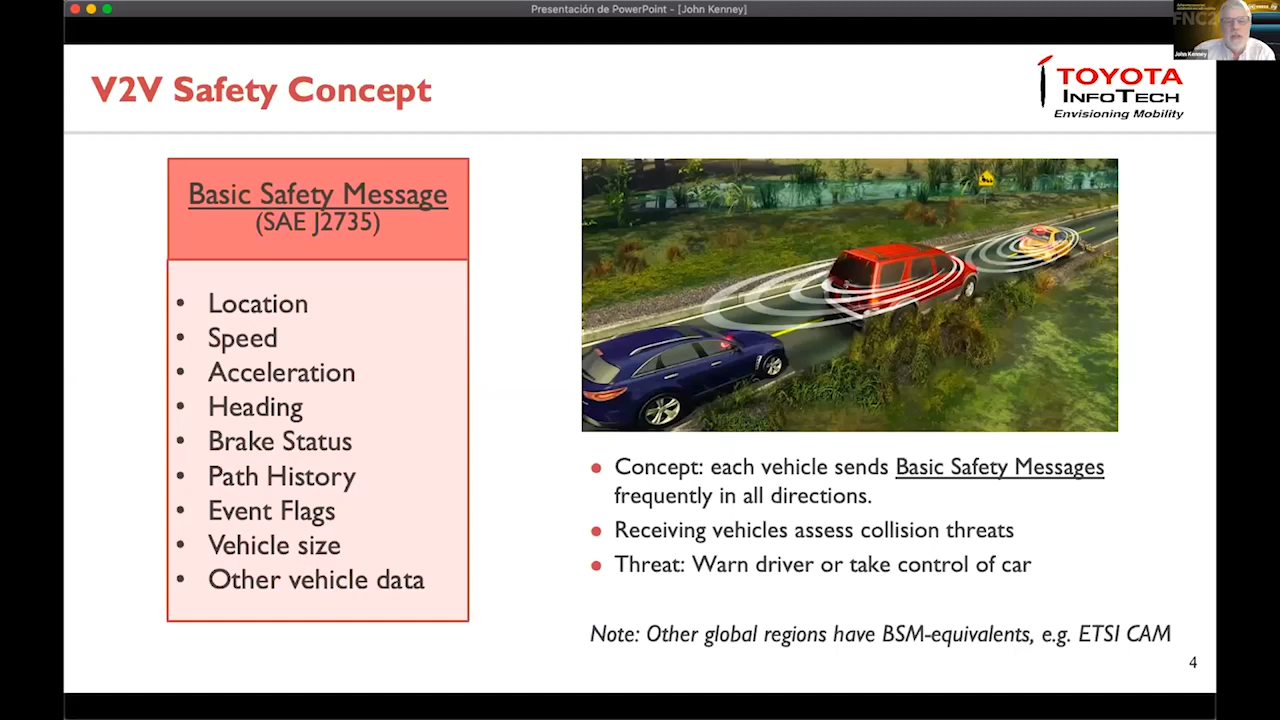 Presentación de PowerPoint - [John Kenney]
John Kenney
V2V Safety Concept
TOYOTA
INFOTECH
Envisioning Mobility
Basic Safety Message
(SAE J2735)
• Location
• Speed
• Acceleration
• Heading
• Brake Status
• Path History
• Event Flags
• Vehicle size
• Other vehicle data
• Concept: each vehicle sends Basic Safety Messages
frequently in all directions.
• Receiving vehicles assess collision threats
• Threat: Warn driver or take control of car
Note: Other global regions have BSM-equivalents, e.g. ETSI CAM
4